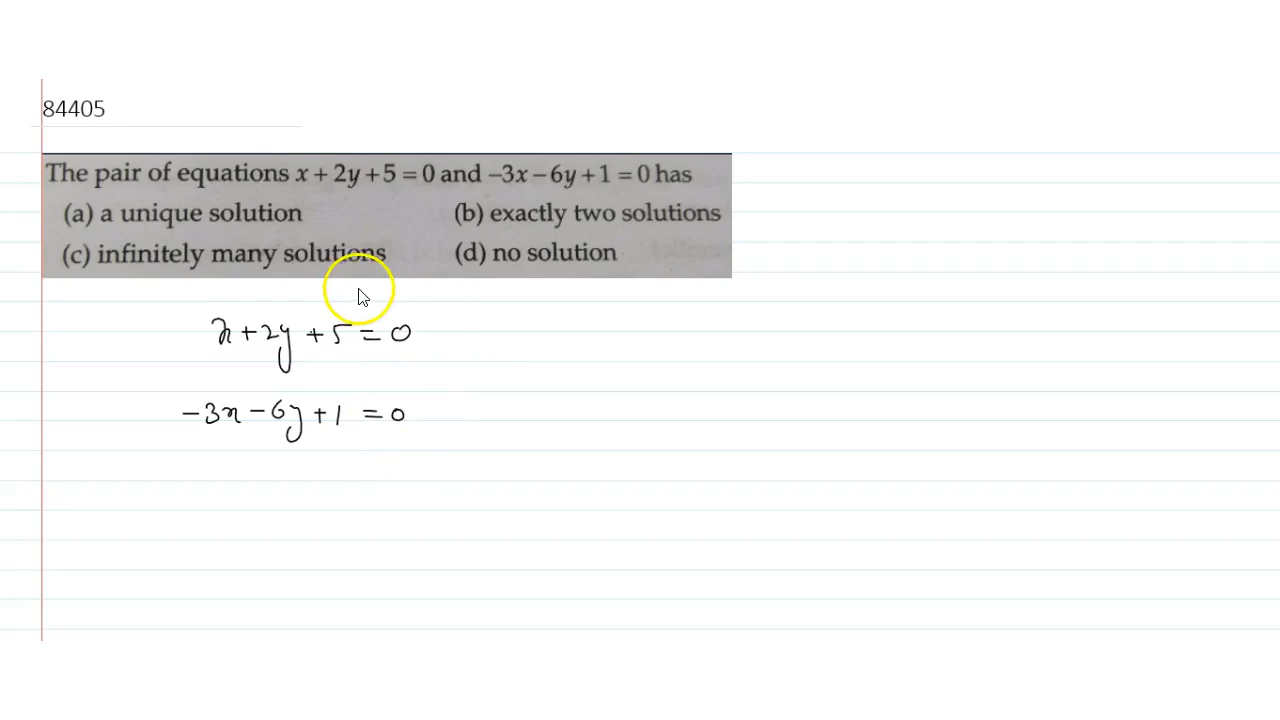 84405
The pair of equations x + 2y + 5 = 0 and –3x – 6y + 1 = 0 has
(a) a unique solution (b) exactly two solutions
(c) infinitely many solutions (d) no solution
x + 2y + 5 = 0
-3x - 6y + 1 = 0